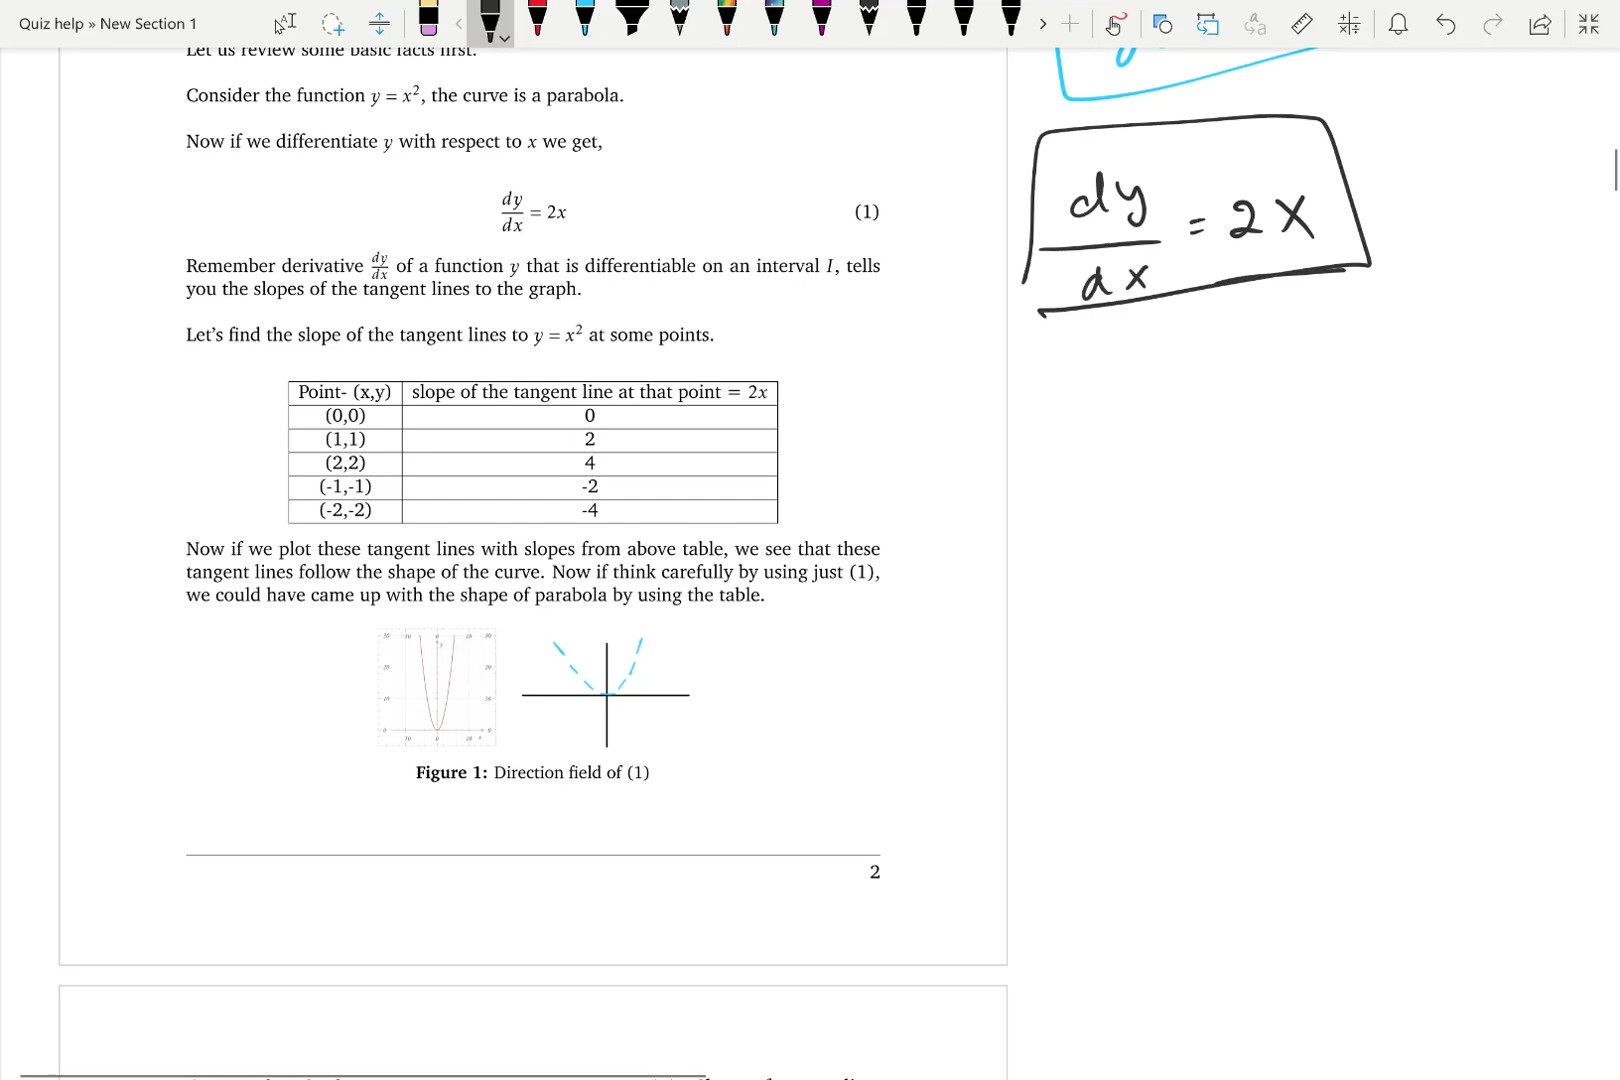 Quiz help » New Section 1
Let us review some basic facts first.
Consider the function y = x², the curve is a parabola.
Now if we differentiate y with respect to x we get,
dy/dx = 2x (1)
Remember derivative dy/dx of a function y that is differentiable on an interval I, tells
you the slopes of the tangent lines to the graph.
Let's find the slope of the tangent lines to y = x² at some points.
Point- (x,y) slope of the tangent line at that point = 2x
(0,0) 0
(1,1) 2
(2,2) 4
(-1,-1) -2
(-2,-2) -4
Now if we plot these tangent lines with slopes from above table, we see that these
tangent lines follow the shape of the curve. Now if think carefully by using just (1),
we could have came up with the shape of parabola by using the table.
Figure 1: Direction field of (1)
2
dy/dx = 2x